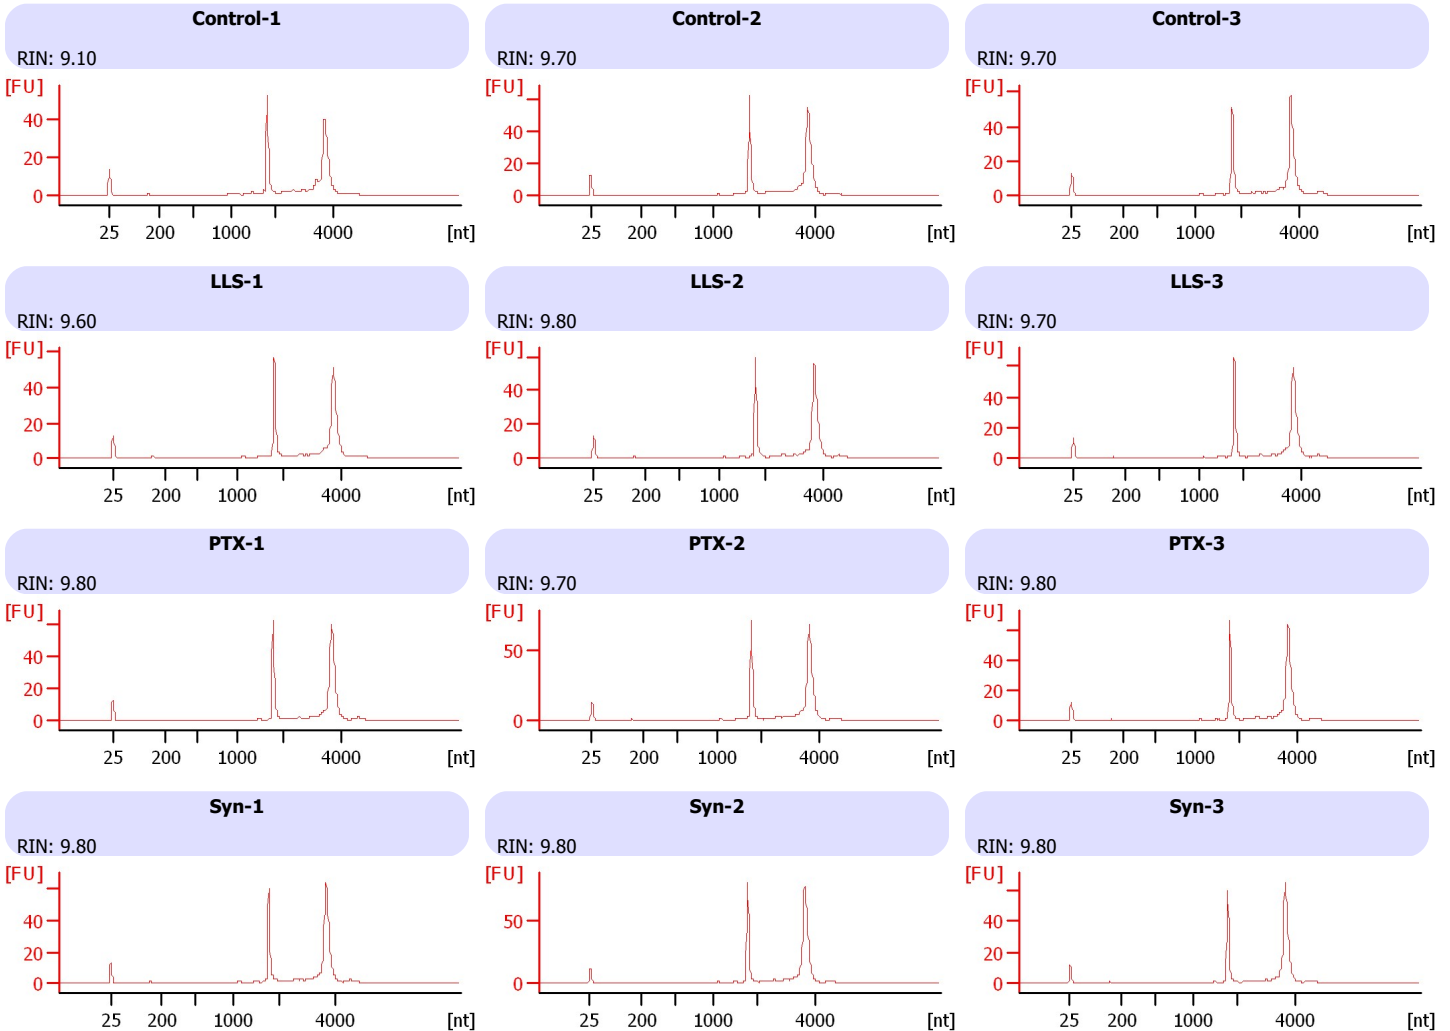 Control-1 Control-2 Control-3
RIN: 9.10 RIN: 9.70 RIN: 9.70
[FU] [FU] [FU]
40 40 40
20 20 20
0 0 0
25 200 1000 4000 [nt] 25 200 1000 4000 [nt] 25 200 1000 4000 [nt]
LLS-1 LLS-2 LLS-3
RIN: 9.60 RIN: 9.80 RIN: 9.70
[FU] [FU] [FU]
40 40 40
20 20 20
0 0 0
25 200 1000 4000 [nt] 25 200 1000 4000 [nt] 25 200 1000 4000 [nt]
PTX-1 PTX-2 PTX-3
RIN: 9.80 RIN: 9.70 RIN: 9.80
[FU] [FU] [FU]
40 50 40
20 20
0 0 0
25 200 1000 4000 [nt] 25 200 1000 4000 [nt] 25 200 1000 4000 [nt]
Syn-1 Syn-2 Syn-3
RIN: 9.80 RIN: 9.80 RIN: 9.80
[FU] [FU] [FU]
40 50 40
20 20
0 0 0
25 200 1000 4000 [nt] 25 200 1000 4000 [nt] 25 200 1000 4000 [nt]